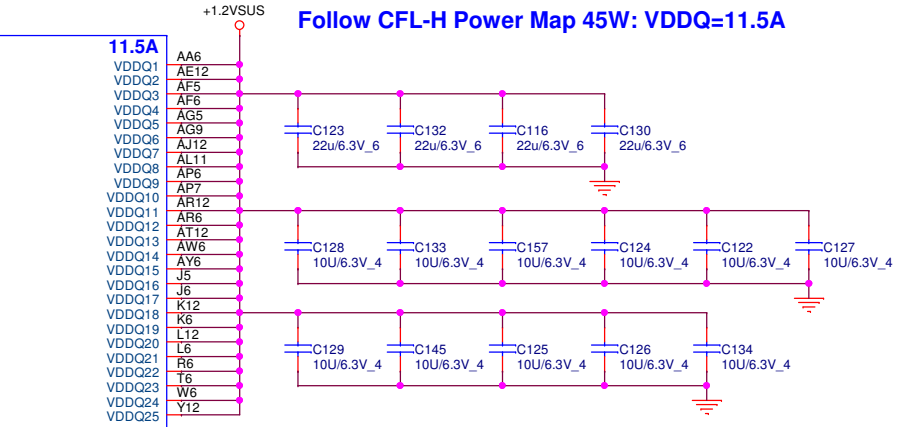 +1.2VSUS
Follow CFL-H Power Map 45W: VDDQ=11.5A
11.5A
VDDQ1 AA6
VDDQ2 AE12
VDDQ3 AF5
VDDQ4 AF6
VDDQ5 AG5
VDDQ6 AG9
VDDQ7 AJ12
VDDQ8 AL11
VDDQ9 AP6
VDDQ10 AP7
VDDQ11 AR12
VDDQ12 AR6
VDDQ13 AT12
VDDQ14 AW6
VDDQ15 AY6
VDDQ16 J5
VDDQ17 J6
VDDQ18 K12
VDDQ19 K6
VDDQ20 L12
VDDQ21 L6
VDDQ22 R6
VDDQ23 T6
VDDQ24 W6
VDDQ25 Y12
C123 C132 C116 C130
22u/6.3V_6 22u/6.3V_6 22u/6.3V_6 22u/6.3V_6
C128 C133 C157 C124 C122 C127
10U/6.3V_4 10U/6.3V_4 10U/6.3V_4 10U/6.3V_4 10U/6.3V_4 10U/6.3V_4
C129 C145 C125 C126 C134
10U/6.3V_4 10U/6.3V_4 10U/6.3V_4 10U/6.3V_4 10U/6.3V_4